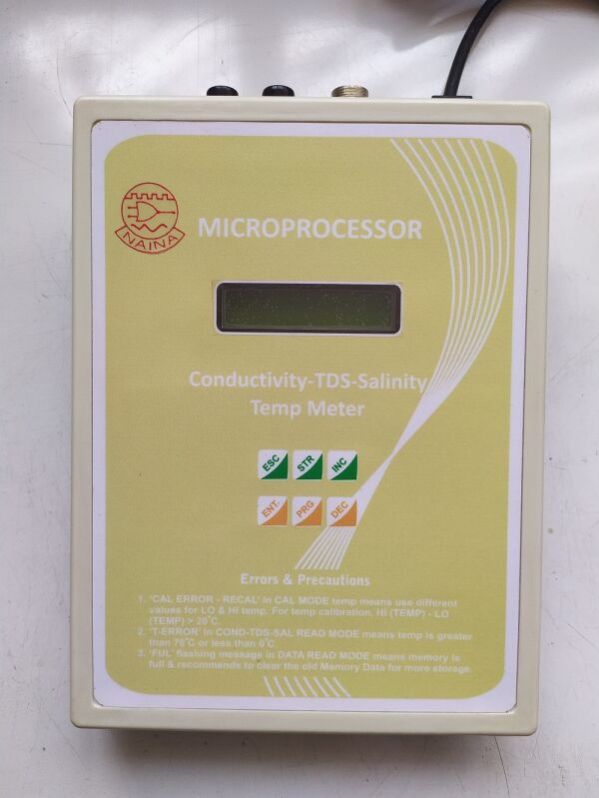 NAINA
MICROPROCESSOR
Conductivity-TDS-Salinity
Temp Meter
ESC STR INC
ENT PRG DEC
Errors & Precautions
1. 'CAL ERROR - RECAL' in CAL MODE temp means use different
values for LO & HI temp. For temp calibration, HI (TEMP) - LO
(TEMP) > 20°C.
2. 'T-ERROR' in COND-TDS-SAL READ MODE means temp is greater
than 70°C or less than 0°C
3. 'FUL' flashing message in DATA READ MODE means memory is
full & recommends to clear the old Memory Data for more storage.